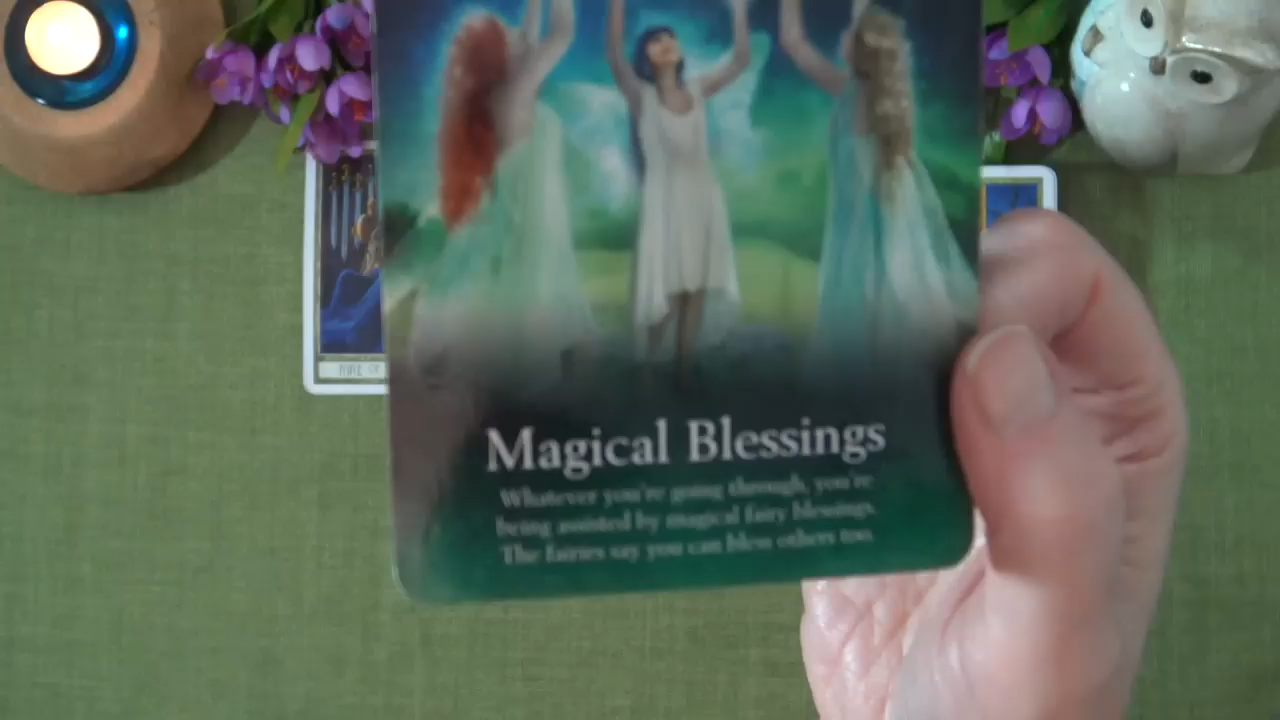 Magical Blessings
Whatever you're going through, you're
being assisted by magical fairy blessings.
The fairies say you can bless others too.